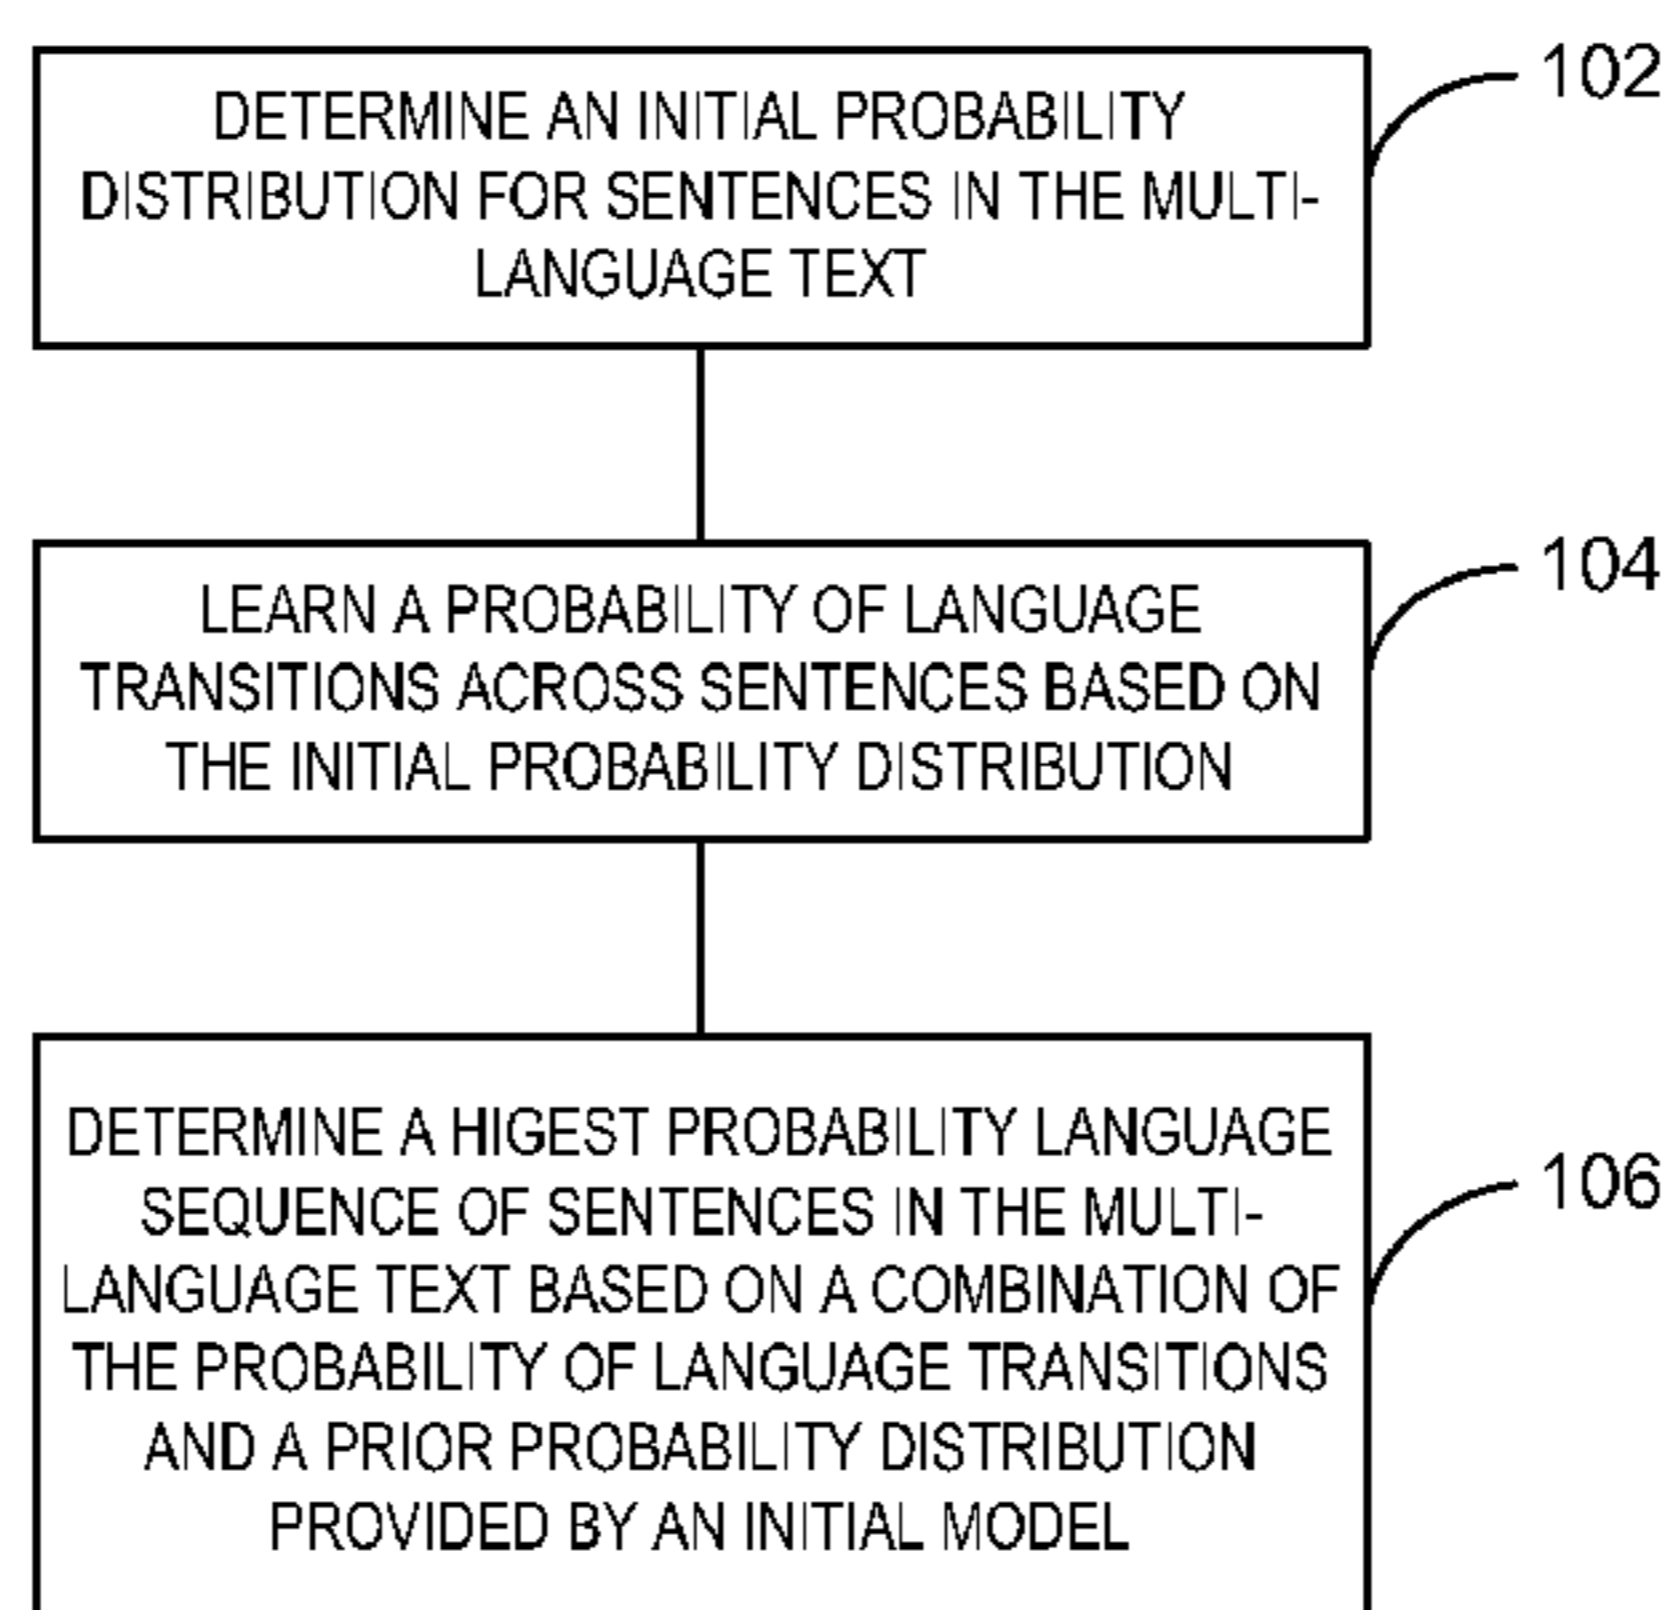 102
DETERMINE AN INITIAL PROBABILITY
DISTRIBUTION FOR SENTENCES IN THE MULTI-
LANGUAGE TEXT
104
LEARN A PROBABILITY OF LANGUAGE
TRANSITIONS ACROSS SENTENCES BASED ON
THE INITIAL PROBABILITY DISTRIBUTION
106
DETERMINE A HIGEST PROBABILITY LANGUAGE
SEQUENCE OF SENTENCES IN THE MULTI-
LANGUAGE TEXT BASED ON A COMBINATION OF
THE PROBABILITY OF LANGUAGE TRANSITIONS
AND A PRIOR PROBABILITY DISTRIBUTION
PROVIDED BY AN INITIAL MODEL